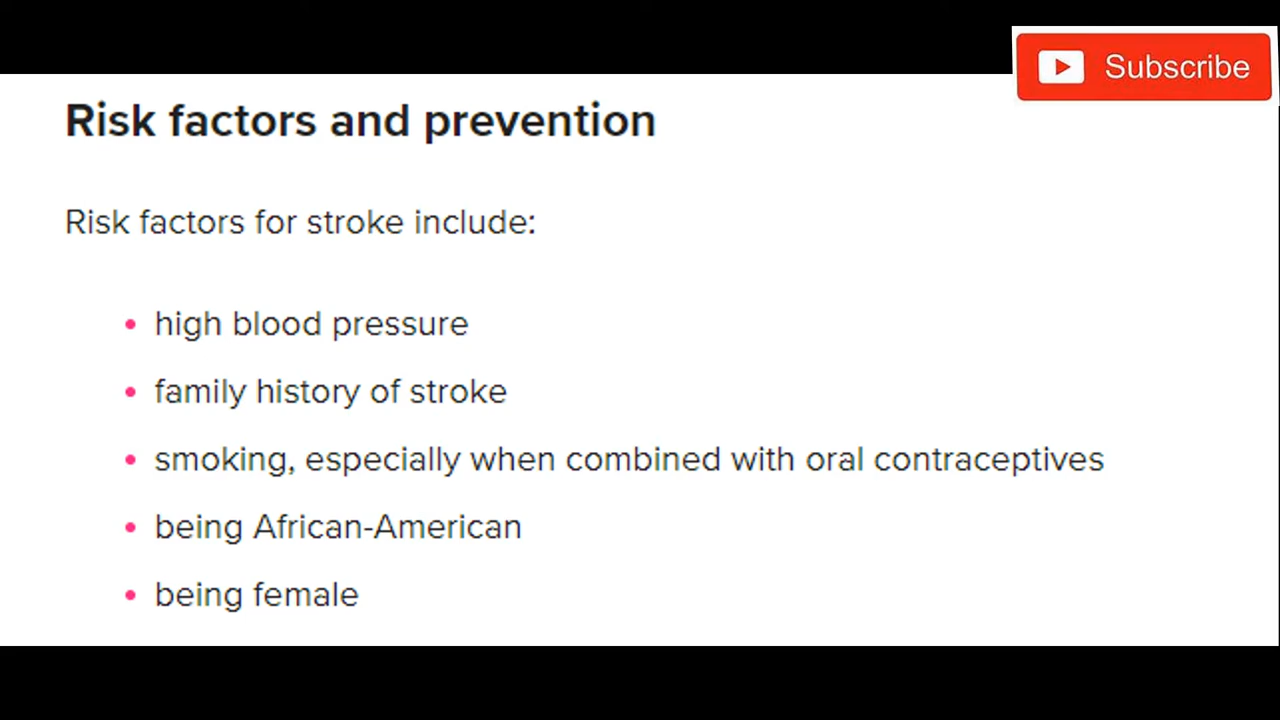 Subscribe
Risk factors and prevention
Risk factors for stroke include:
• high blood pressure
• family history of stroke
• smoking, especially when combined with oral contraceptives
• being African-American
• being female